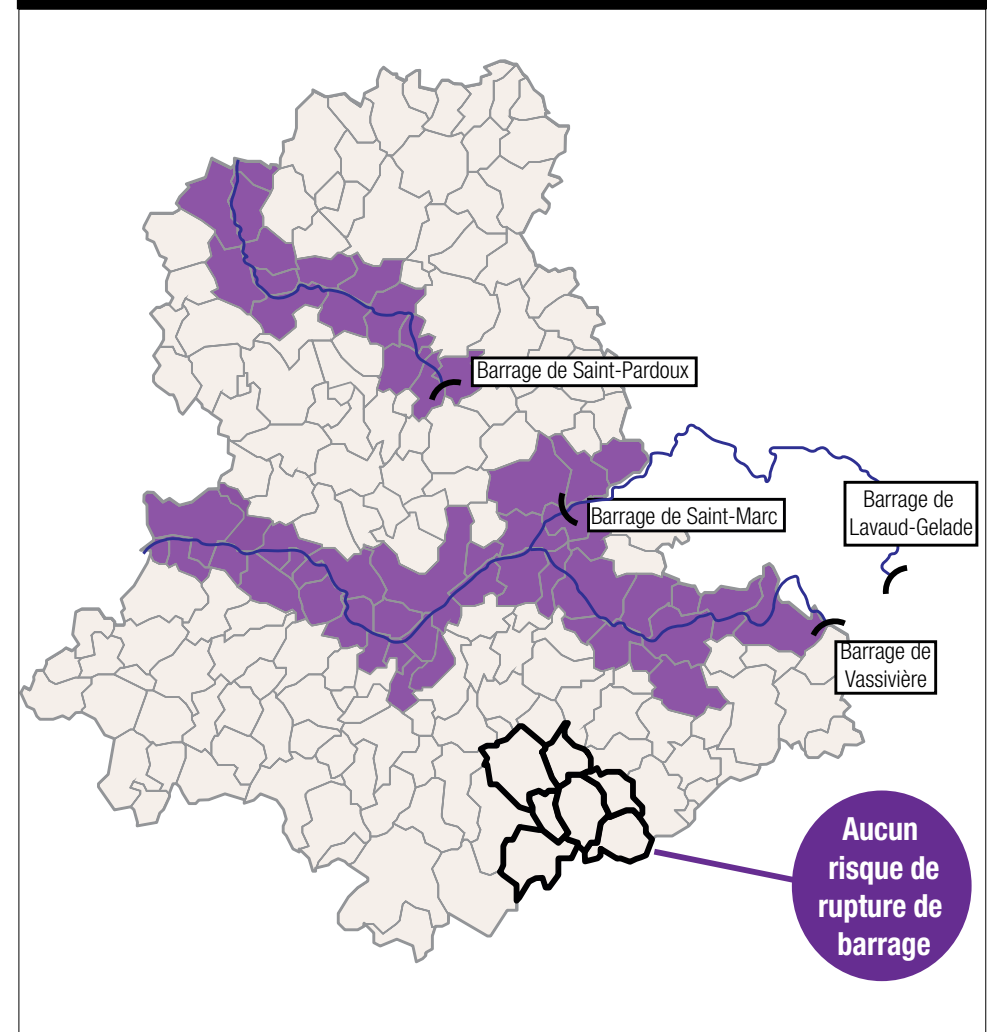 Barrage de Saint-Pardoux
Barrage de
Lavaud-Gelade
Barrage de Saint-Marc
Barrage de
Vassivière
Aucun
risque de
rupture de
barrage